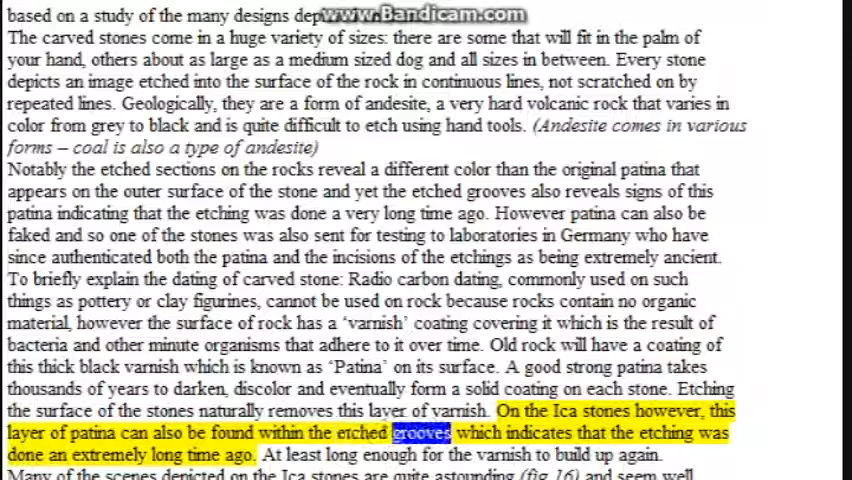 based on a study of the many designs
www.Bandicam.com
The carved stones come in a huge variety of sizes: there are some that will fit in the palm of
your hand, others about as large as a medium sized dog and all sizes in between. Every stone
depicts an image etched into the surface of the rock in continuous lines, not scratched on by
repeated lines. Geologically, they are a form of andesite, a very hard volcanic rock that varies in
color from grey to black and is quite difficult to etch using hand tools. (Andesite comes in various
forms – coal is also a type of andesite)
Notably the etched sections on the rocks reveal a different color than the original patina that
appears on the outer surface of the stone and yet the etched grooves also reveals signs of this
patina indicating that the etching was done a very long time ago. However patina can also be
faked and so one of the stones was also sent for testing to laboratories in Germany who have
since authenticated both the patina and the incisions of the etchings as being extremely ancient.
To briefly explain the dating of carved stone: Radio carbon dating, commonly used on such
things as pottery or clay figurines, cannot be used on rock because rocks contain no organic
material, however the surface of rock has a ‘varnish’ coating covering it which is the result of
bacteria and other minute organisms that adhere to it over time. Old rock will have a coating of
this thick black varnish which is known as ‘Patina’ on its surface. A good strong patina takes
thousands of years to darken, discolor and eventually form a solid coating on each stone. Etching
the surface of the stones naturally removes this layer of varnish. On the Ica stones however, this
layer of patina can also be found within the etched grooves which indicates that the etching was
done an extremely long time ago. At least long enough for the varnish to build up again.
Many of the scenes depicted on the Ica stones are quite astounding (fig 16) and seem well